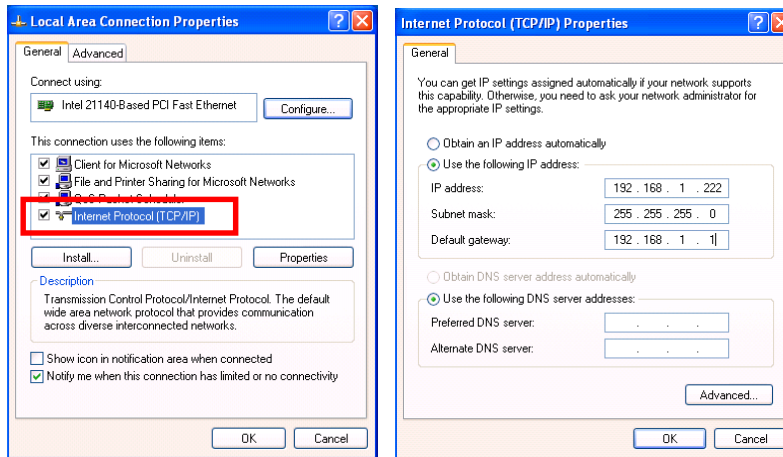 Local Area Connection Properties
General
Advanced
Connect using:
Intel 21140-Based PCI Fast Ethernet
Configure...
This connection uses the following items:
Client for Microsoft Networks
File and Printer Sharing for Microsoft Networks
QoS Packet Scheduler
Internet Protocol (TCP/IP)
Install...
Uninstall
Properties
Description
Transmission Control Protocol/Internet Protocol. The default
wide area network protocol that provides communication
across diverse interconnected networks.
Show icon in notification area when connected
Notify me when this connection has limited or no connectivity
OK
Cancel
Internet Protocol (TCP/IP) Properties
General
You can get IP settings assigned automatically if your network supports
this capability. Otherwise, you need to ask your network administrator for
the appropriate IP settings.
Obtain an IP address automatically
Use the following IP address:
IP address: 192 . 168 . 1 . 222
Subnet mask: 255 . 255 . 255 . 0
Default gateway: 192 . 168 . 1 . 1
Obtain DNS server address automatically
Use the following DNS server addresses:
Preferred DNS server: . . .
Alternate DNS server: . . .
Advanced...
OK
Cancel